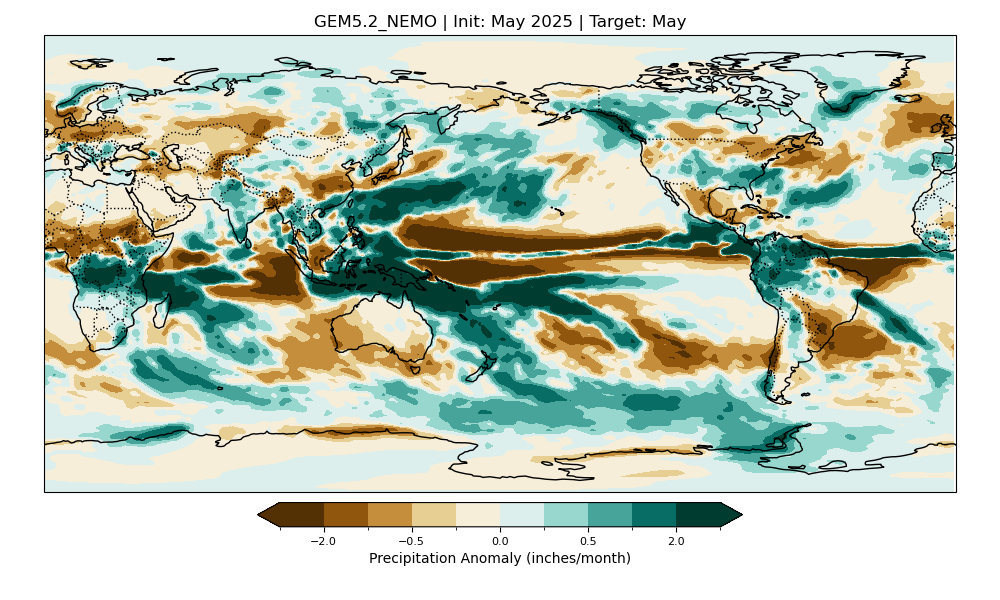 GEM5.2_NEMO | Init: May 2025 | Target: May
−2.0 −0.5 0.0 0.5 2.0
Precipitation Anomaly (inches/month)